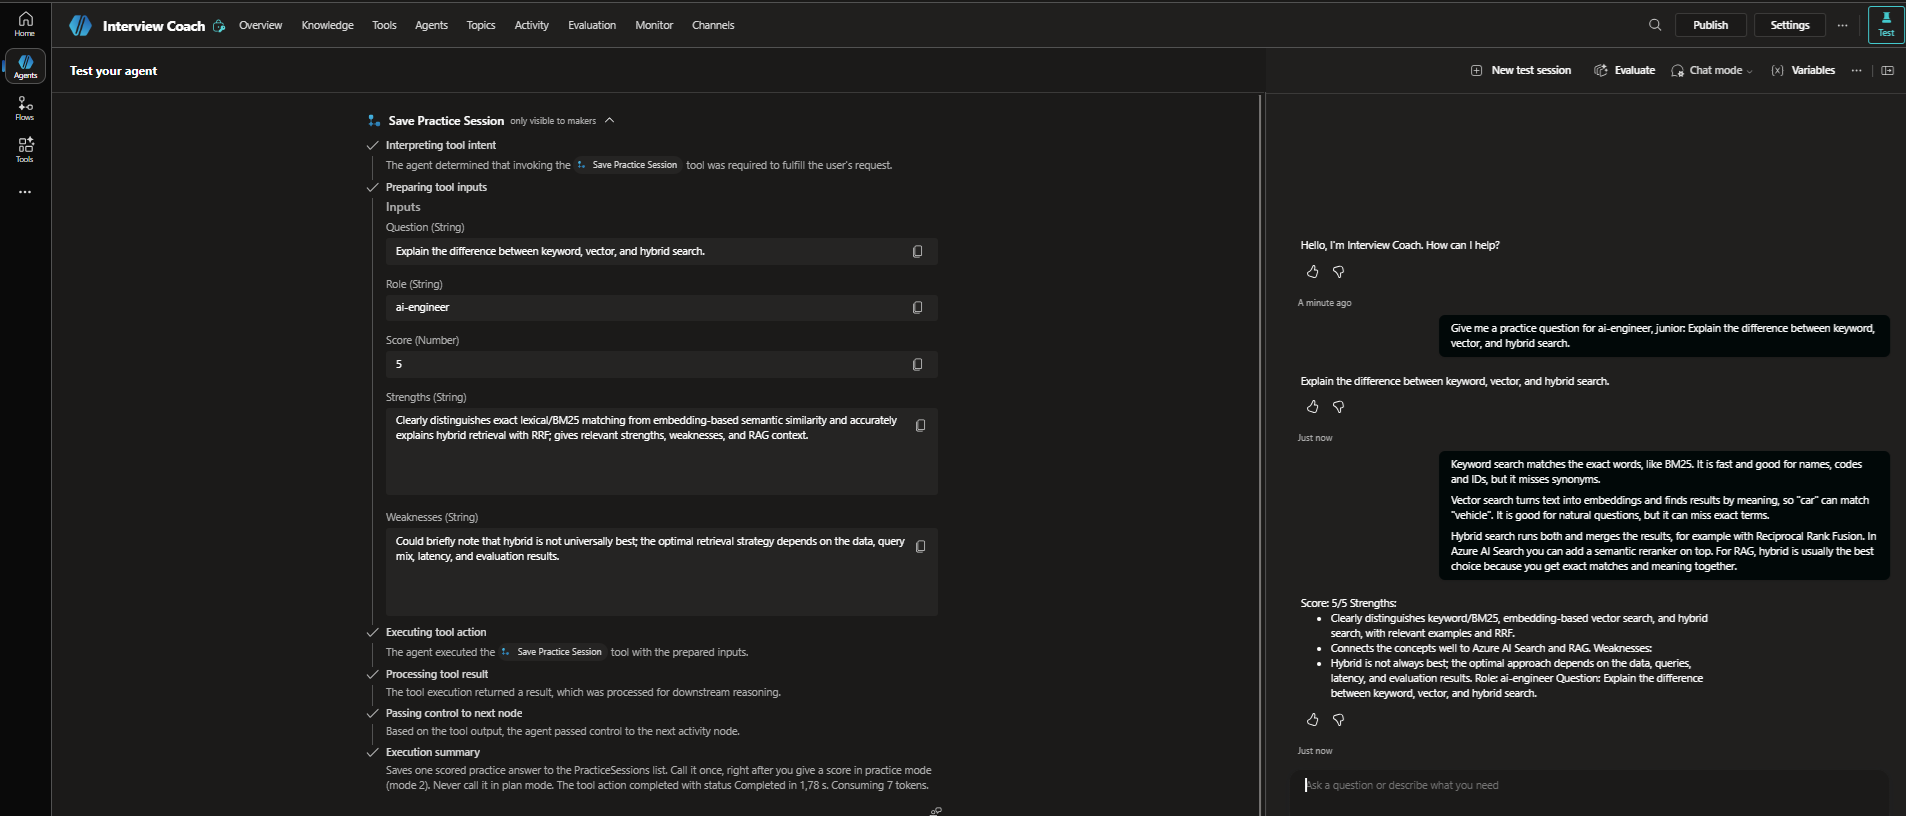 Home
Agents
Flows
Tools
Interview Coach
Overview
Knowledge
Tools
Agents
Topics
Activity
Evaluation
Monitor
Channels
Publish
Settings
Test
Test your agent
New test session
Evaluate
Chat mode
Variables
Save Practice Session only visible to makers
Interpreting tool intent
The agent determined that invoking the Save Practice Session tool was required to fulfill the user's request.
Preparing tool inputs
Inputs
Question (String)
Explain the difference between keyword, vector, and hybrid search.
Role (String)
ai-engineer
Score (Number)
5
Strengths (String)
Clearly distinguishes exact lexical/BM25 matching from embedding-based semantic similarity and accurately
explains hybrid retrieval with RRF; gives relevant strengths, weaknesses, and RAG context.
Weaknesses (String)
Could briefly note that hybrid is not universally best; the optimal retrieval strategy depends on the data, query
mix, latency, and evaluation results.
Executing tool action
The agent executed the Save Practice Session tool with the prepared inputs.
Processing tool result
The tool execution returned a result, which was processed for downstream reasoning.
Passing control to next node
Based on the tool output, the agent passed control to the next activity node.
Execution summary
Saves one scored practice answer to the PracticeSessions list. Call it once, right after you give a score in practice mode
(mode 2). Never call it in plan mode. The tool action completed with status Completed in 1,78 s. Consuming 7 tokens.
Hello, I'm Interview Coach. How can I help?
A minute ago
Give me a practice question for ai-engineer, junior: Explain the difference between keyword,
vector, and hybrid search.
Explain the difference between keyword, vector, and hybrid search.
Just now
Keyword search matches the exact words, like BM25. It is fast and good for names, codes
and IDs, but it misses synonyms.
Vector search turns text into embeddings and finds results by meaning, so "car" can match
"vehicle". It is good for natural questions, but it can miss exact terms.
Hybrid search runs both and merges the results, for example with Reciprocal Rank Fusion. In
Azure AI Search you can add a semantic reranker on top. For RAG, hybrid is usually the best
choice because you get exact matches and meaning together.
Score: 5/5 Strengths:
• Clearly distinguishes keyword/BM25, embedding-based vector search, and hybrid
search, with relevant examples and RRF.
• Connects the concepts well to Azure AI Search and RAG. Weaknesses:
• Hybrid is not always best; the optimal approach depends on the data, queries,
latency, and evaluation results. Role: ai-engineer Question: Explain the difference
between keyword, vector, and hybrid search.
Just now
Ask a question or describe what you need